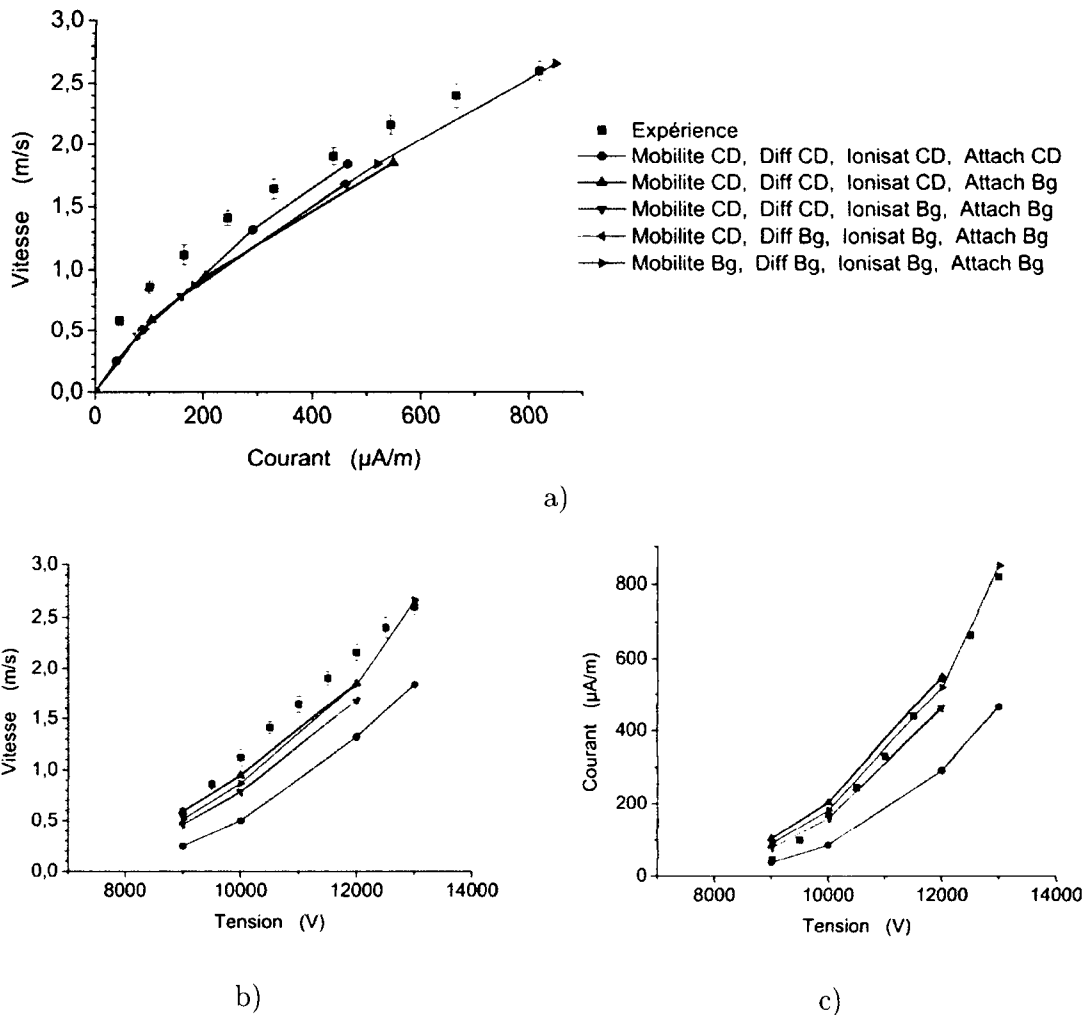 3,0
2,5
2,0
1,5
1,0
0,5
0,0
Vitesse (m/s)
0 200 400 600 800
Courant (µA/m)
Expérience
Mobilite CD, Diff CD, Ionisat CD, Attach CD
Mobilite CD, Diff CD, Ionisat CD, Attach Bg
Mobilite CD, Diff CD, Ionisat Bg, Attach Bg
Mobilite CD, Diff Bg, Ionisat Bg, Attach Bg
Mobilite Bg, Diff Bg, Ionisat Bg, Attach Bg
a)
3,0
2,5
2,0
1,5
1,0
0,5
0,0
Vitesse (m/s)
8000 10000 12000 14000
Tension (V)
b)
800
600
400
200
0
Courant (µA/m)
8000 10000 12000 14000
Tension (V)
c)